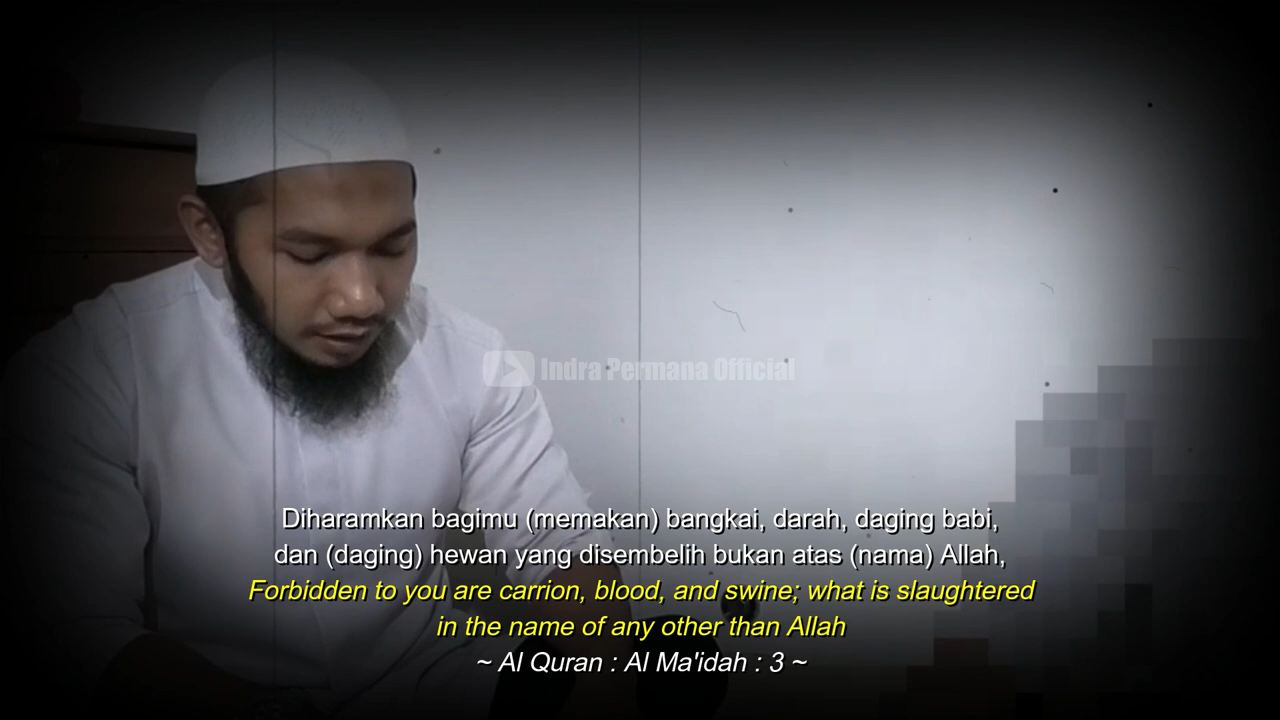 Indra Permana Official
Diharamkan bagimu (memakan) bangkai, darah, daging babi,
dan (daging) hewan yang disembelih bukan atas (nama) Allah,
Forbidden to you are carrion, blood, and swine; what is slaughtered
in the name of any other than Allah
~ Al Quran : Al Ma'idah : 3 ~